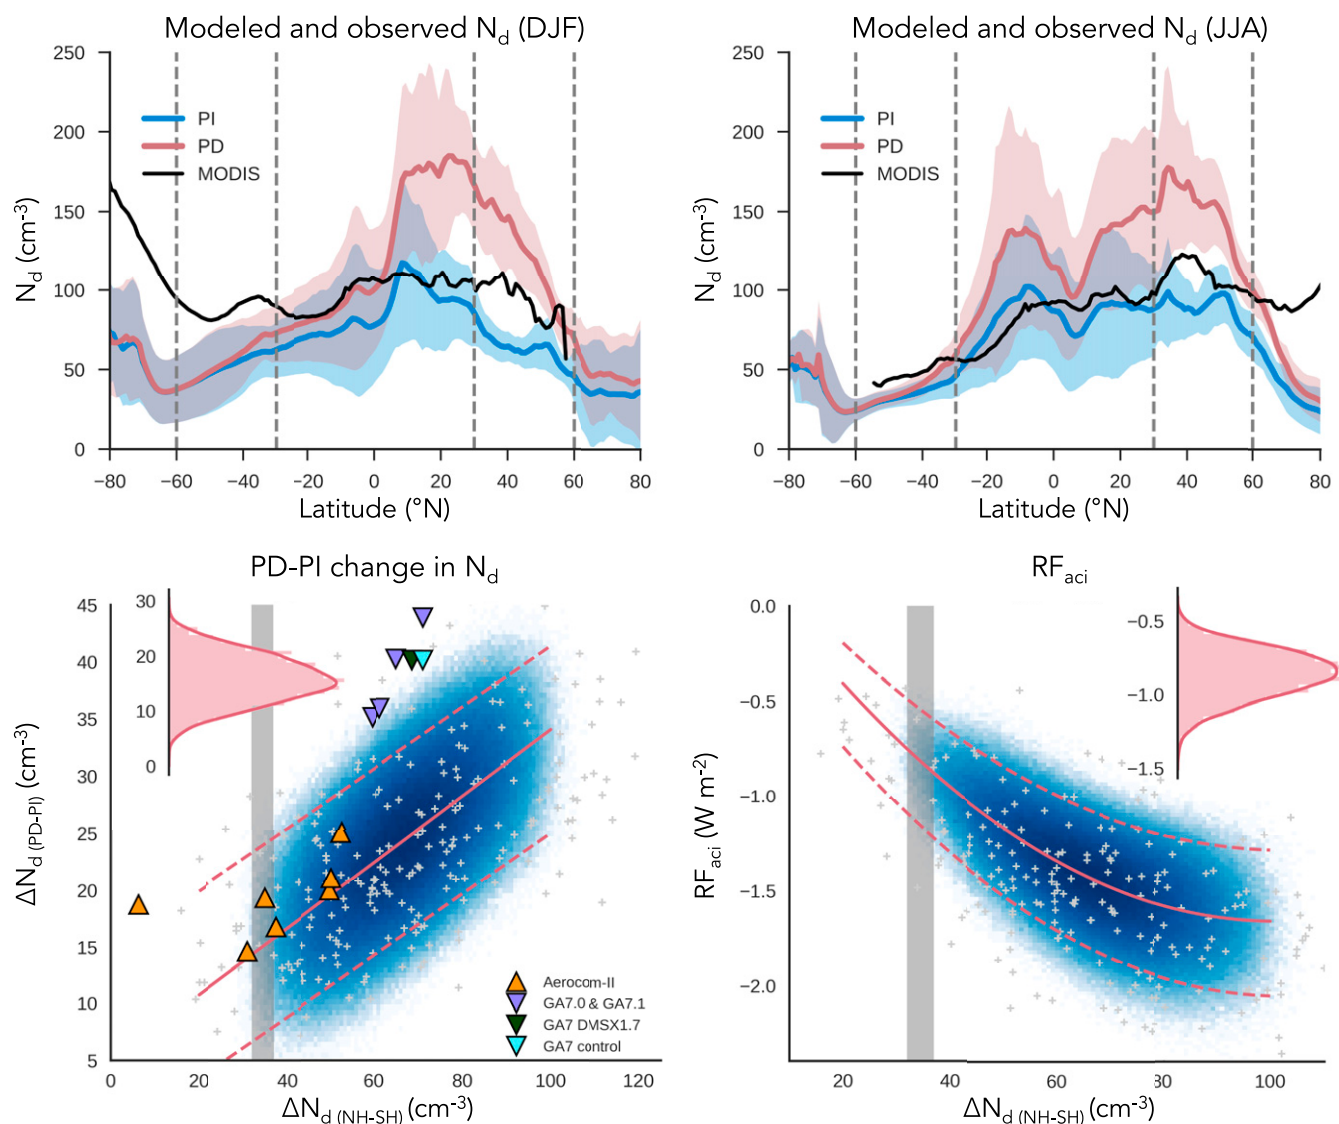 Modeled and observed Nd (DJF)
250
200
150
100
50
0
Nd (cm-3)
PI
PD
MODIS
−80 −60 −40 −20 0 20 40 60 80
Latitude (°N)
Modeled and observed Nd (JJA)
250
200
150
100
50
0
Nd (cm-3)
PI
PD
MODIS
−80 −60 −40 −20 0 20 40 60 80
Latitude (°N)
PD-PI change in Nd
45
40
35
30
25
20
15
10
5
ΔNd (PD-PI) (cm-3)
30
20
10
0
Aerocom-II
GA7.0 & GA7.1
GA7 DMSX1.7
GA7 control
0 20 40 60 80 100 120
ΔNd (NH-SH) (cm-3)
RFaci
0.0
−0.5
−1.0
−1.5
−2.0
RFaci (W m-2)
−0.5
−1.0
−1.5
20 40 60 30 100
ΔNd (NH-SH) (cm-3)